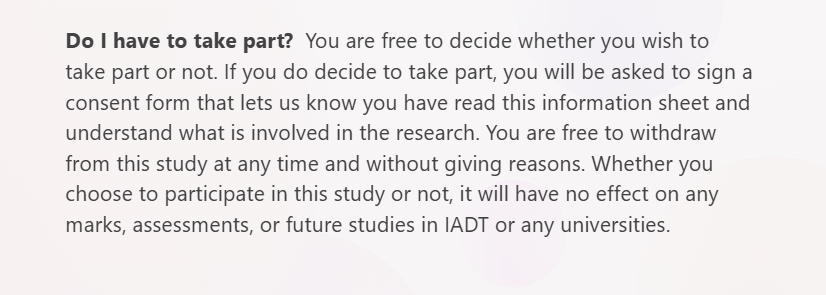 Do I have to take part?  You are free to decide whether you wish to
take part or not. If you do decide to take part, you will be asked to sign a
consent form that lets us know you have read this information sheet and
understand what is involved in the research. You are free to withdraw
from this study at any time and without giving reasons. Whether you
choose to participate in this study or not, it will have no effect on any
marks, assessments, or future studies in IADT or any universities.